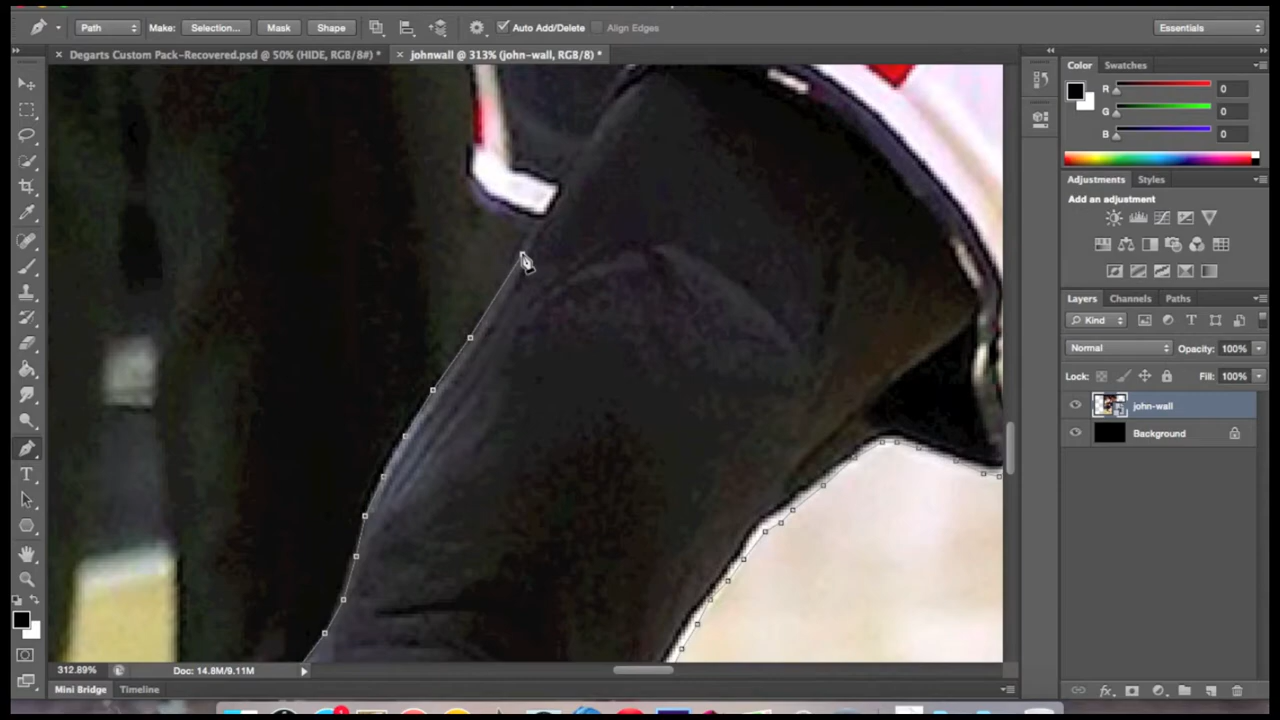 Path Make: Selection... Mask Shape Auto Add/Delete Align Edges Essentials
Degarts Custom Pack-Recovered.psd @ 50% (HIDE, RGB/8#) * johnwall @ 313% (john-wall, RGB/8) *
Color Swatches
R 0
G 0
B 0
Adjustments Styles
Add an adjustment
Layers Channels Paths
Kind
Normal Opacity: 100%
Lock: Fill: 100%
john-wall
Background
312.89% Doc: 14.8M/9.11M
Mini Bridge Timeline